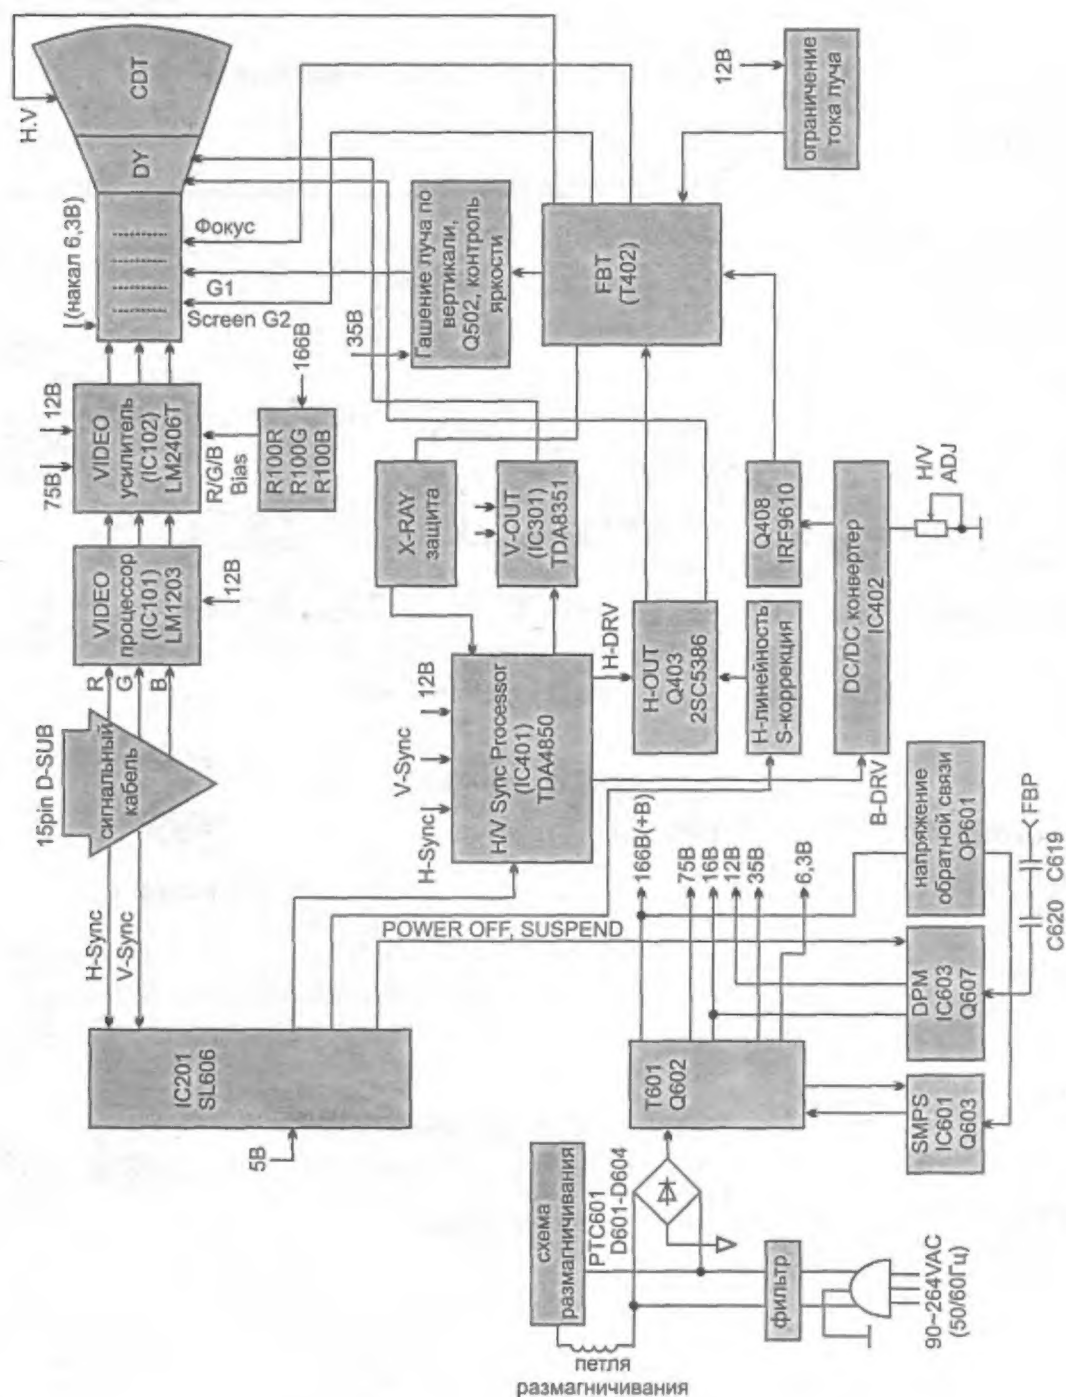 H.V
CDT
DY
[(накал 6,3В)
Фокус
G1
Screen G2
12В
ограничение
тока луча
FBT
(T402)
Гашение луча по
вертикали,
Q502, контроль
яркости
35В
166В
75В
12В
VIDEO
усилитель
(IC102)
LM2406T
R/G/B
Bias
R100R
R100G
R100B
X-RAY
защита
V-OUT
(IC301)
TDA8351
Q408
IRF9610
H/V
ADJ
VIDEO
процессор
(IC101)
LM1203
12В
R
G
B
15pin D-SUB
сигнальный
кабель
H-Sync
V-Sync
12В
V-Sync
H-Sync
H/V Sync Processor
(IC401)
TDA4850
H-DRV
H-OUT
Q403
2SC5386
H-линейность
S-коррекция
DC/DC конвертер
IC402
B-DRV
POWER OFF, SUSPEND
166В(+В)
75В
16В
12В
35В
6,3В
напряжение
обратной связи
OP601
FBP
C620
C619
IC201
SL606
5В
T601
Q602
DPM
IC603
Q607
SMPS
IC601
Q603
схема
размагничивания
PTC601
D601-D604
фильтр
90~264VAC
(50/60Гц)
петля
размагничивания